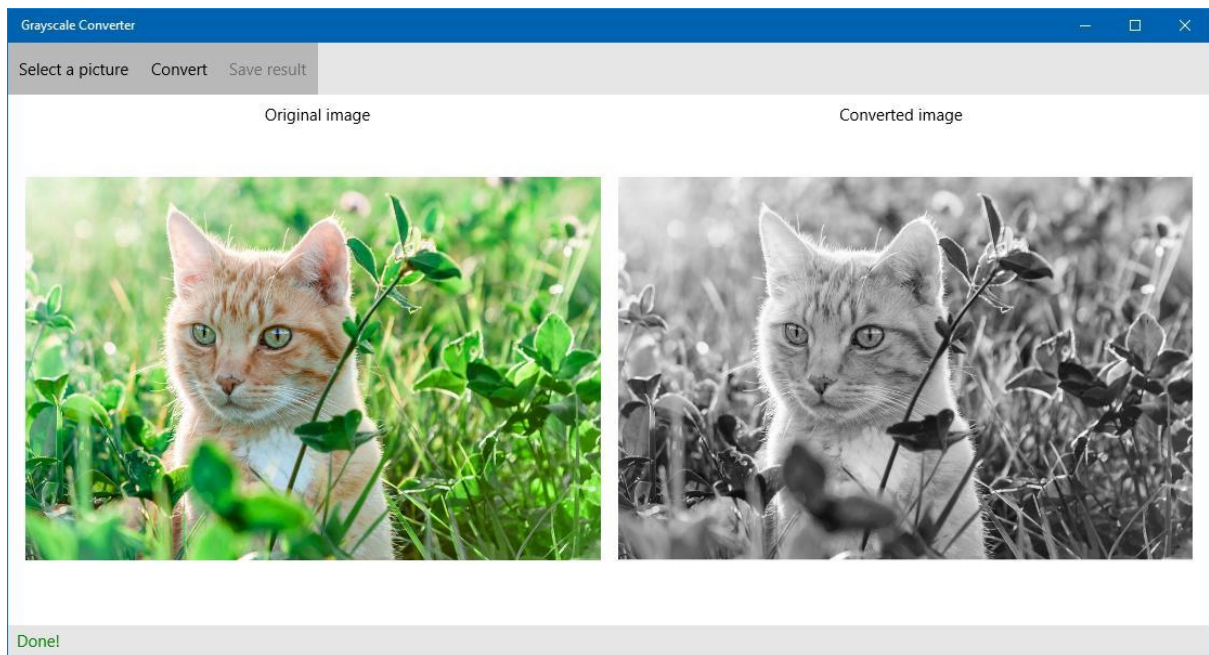 Grayscale Converter
Select a picture Convert Save result
Original image Converted image
Done!